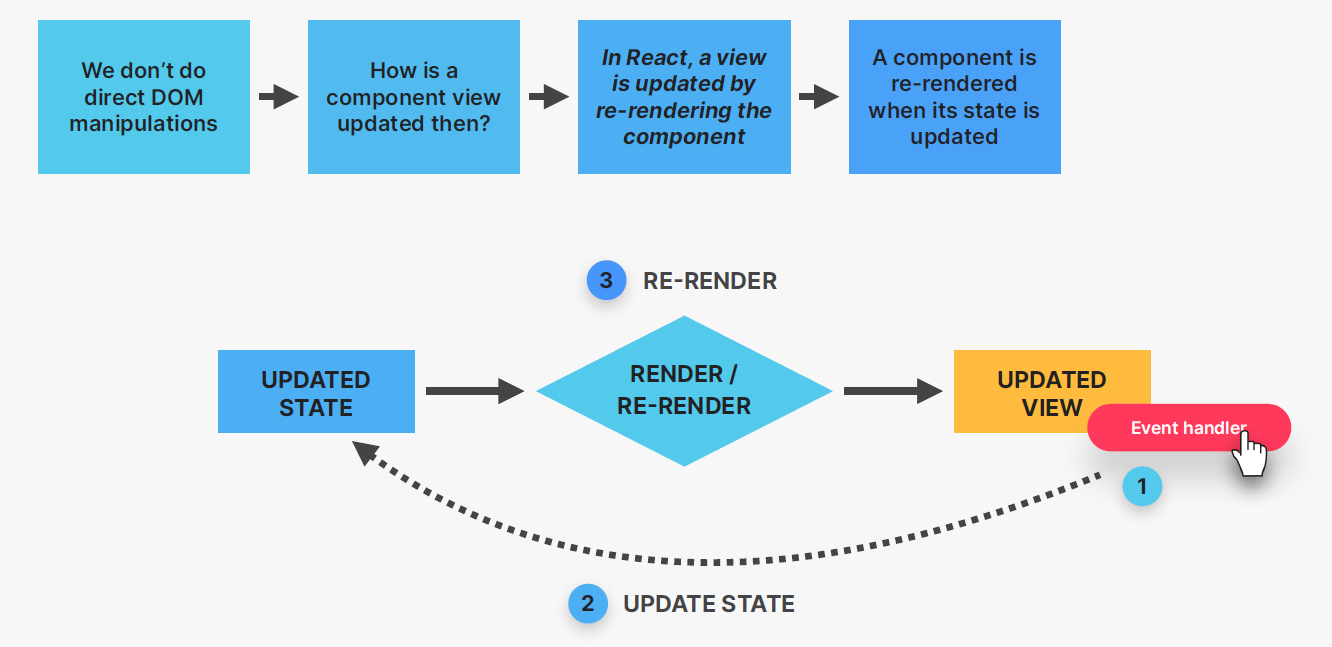 We don’t do
direct DOM
manipulations
How is a
component view
updated then?
In React, a view
is updated by
re-rendering the
component
A component is
re-rendered
when its state is
updated
3 RE-RENDER
UPDATED
STATE
RENDER /
RE-RENDER
UPDATED
VIEW
Event handler
1
2 UPDATE STATE